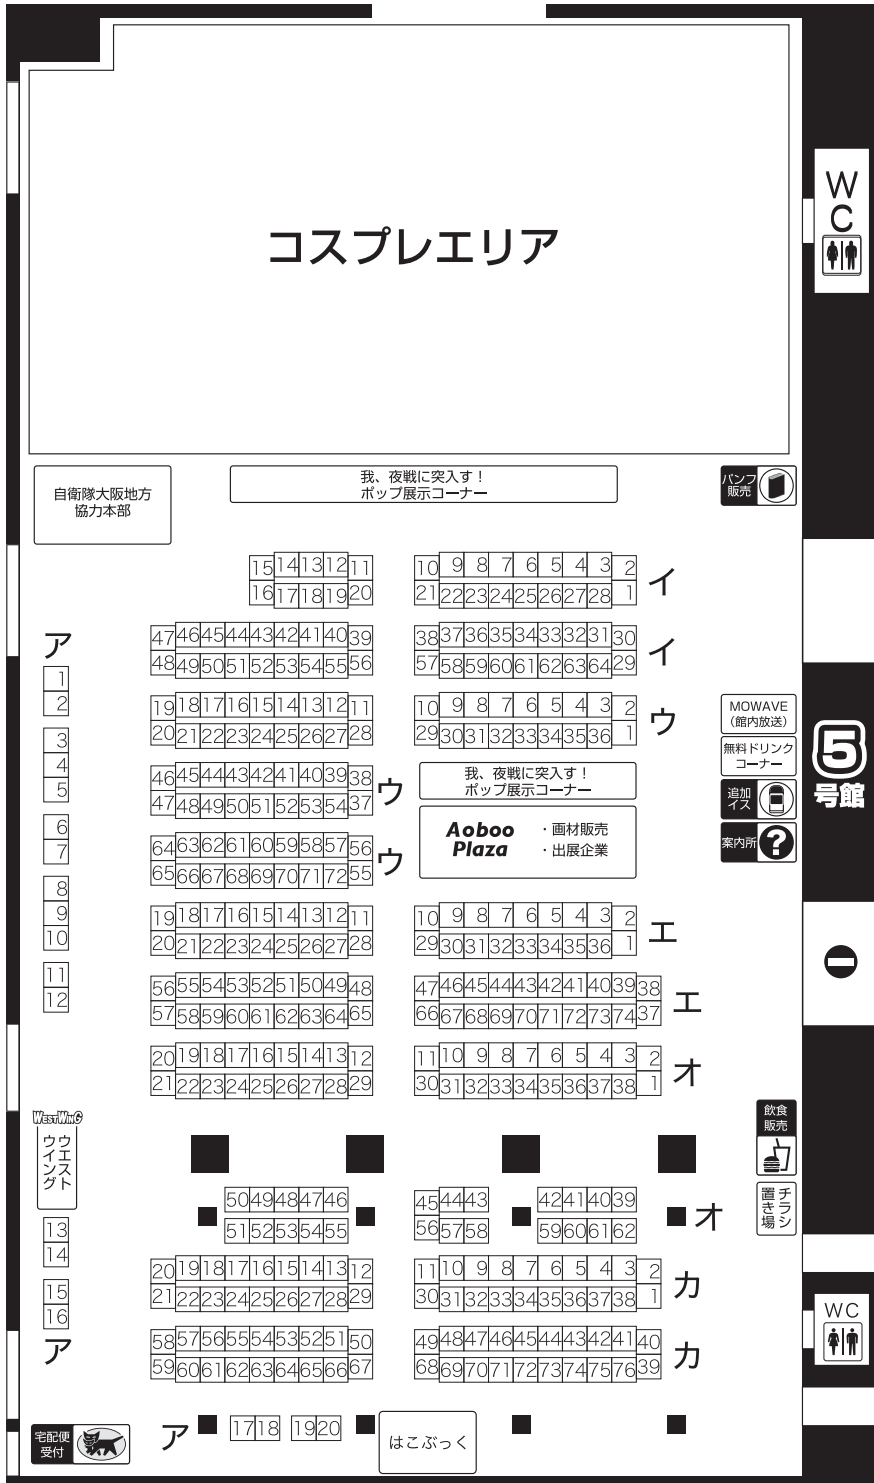 コスプレエリア
W
C
自衛隊大阪地方
協力本部
我、夜戦に突入す！
ポップ展示コーナー
パンフ
販売
15 14 13 12 11 10 9 8 7 6 5 4 3 2
16 17 18 19 20 21 22 23 24 25 26 27 28 1
イ
47 46 45 44 43 42 41 40 39 38 37 36 35 34 33 32 31 30
48 49 50 51 52 53 54 55 56 57 58 59 60 61 62 63 64 29
イ
ア
1
2
3
4
5
6
7
8
9
10
11
12
19 18 17 16 15 14 13 12 11 10 9 8 7 6 5 4 3 2
20 21 22 23 24 25 26 27 28 29 30 31 32 33 34 35 36 1
ウ
MOWAVE
（館内放送）
無料ドリンク
コーナー
追加
イス
案内所
?
5
号館
46 45 44 43 42 41 40 39 38
47 48 49 50 51 52 53 54 37
ウ
我、夜戦に突入す！
ポップ展示コーナー
Aoboo
Plaza
・画材販売
・出展企業
64 63 62 61 60 59 58 57 56
65 66 67 68 69 70 71 72 55
ウ
19 18 17 16 15 14 13 12 11 10 9 8 7 6 5 4 3 2
20 21 22 23 24 25 26 27 28 29 30 31 32 33 34 35 36 1
エ
56 55 54 53 52 51 50 49 48 47 46 45 44 43 42 41 40 39 38
57 58 59 60 61 62 63 64 65 66 67 68 69 70 71 72 73 74 37
エ
20 19 18 17 16 15 14 13 12 11 10 9 8 7 6 5 4 3 2
21 22 23 24 25 26 27 28 29 30 31 32 33 34 35 36 37 38 1
オ
WEST WING
ウエスト
ウイング
飲食
販売
チラシ
置き場
50 49 48 47 46 45 44 43 42 41 40 39
51 52 53 54 55 56 57 58 59 60 61 62
オ
13
14
15
16
ア
20 19 18 17 16 15 14 13 12 11 10 9 8 7 6 5 4 3 2
21 22 23 24 25 26 27 28 29 30 31 32 33 34 35 36 37 38 1
カ
58 57 56 55 54 53 52 51 50 49 48 47 46 45 44 43 42 41 40
59 60 61 62 63 64 65 66 67 68 69 70 71 72 73 74 75 76 39
カ
WC
宅配便
受付
ア
17 18 19 20
はこぶっく